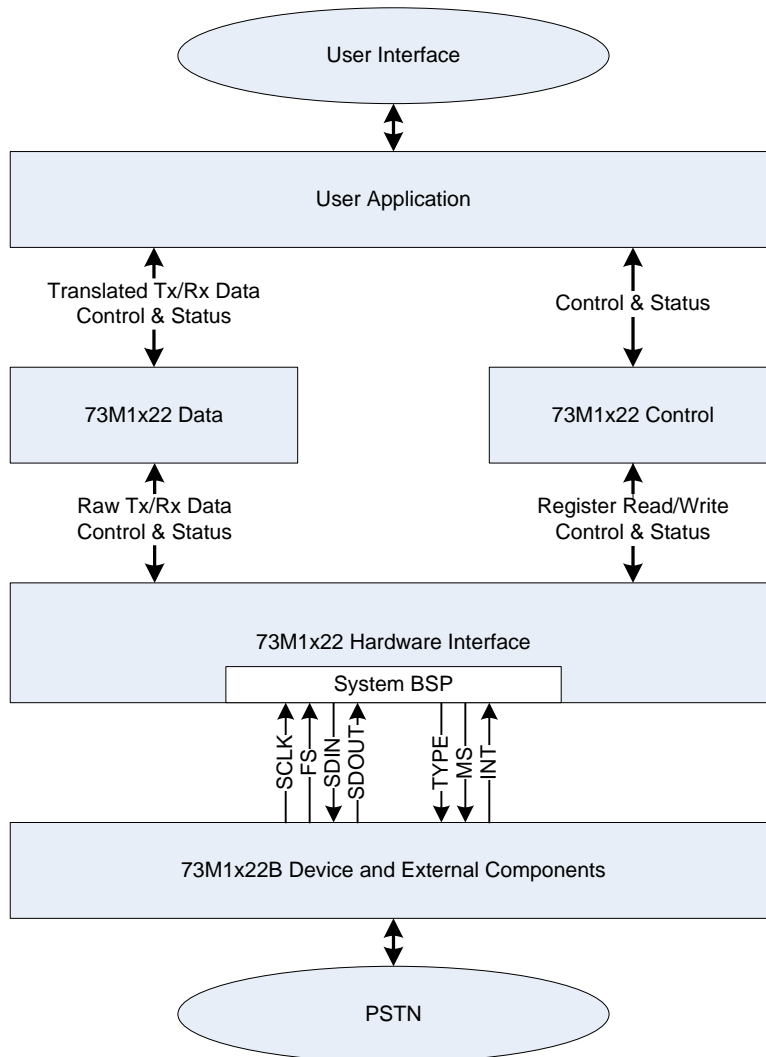 User Interface
User Application
Translated Tx/Rx Data
Control & Status
Control & Status
73M1x22 Data
73M1x22 Control
Raw Tx/Rx Data
Control & Status
Register Read/Write
Control & Status
73M1x22 Hardware Interface
System BSP
SCLK
FS
SDIN
SDOUT
TYPE
MS
INT
73M1x22B Device and External Components
PSTN